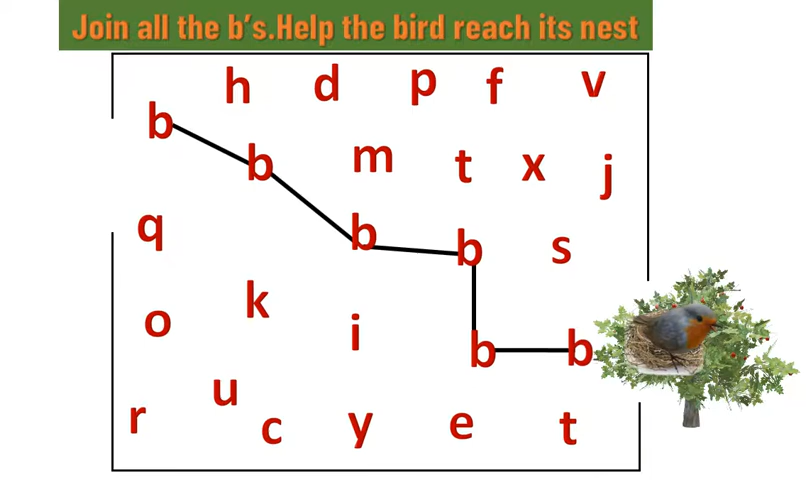 Join all the b's.Help the bird reach its nest
h d p f v
b
b m t x j
q b b s
o k i b b
r u c y e t